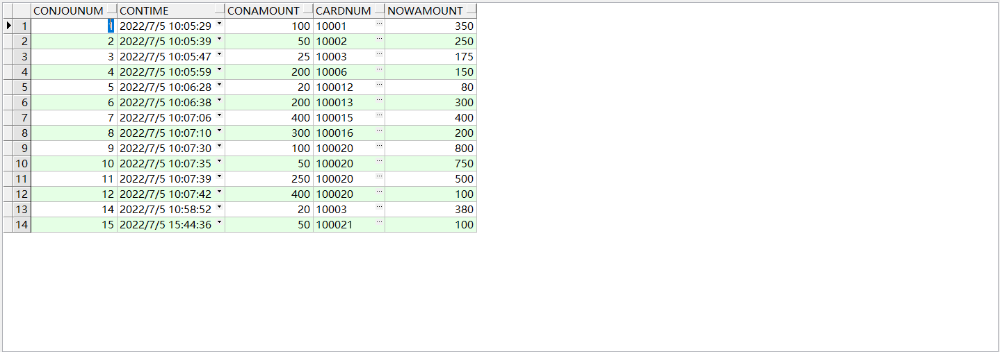 CONJOUNUM CONTIME CONAMOUNT CARDNUM NOWAMOUNT
1 1 2022/7/5 10:05:29 100 10001 ... 350
2 2 2022/7/5 10:05:39 50 10002 ... 250
3 3 2022/7/5 10:05:47 25 10003 ... 175
4 4 2022/7/5 10:05:59 200 10006 ... 150
5 5 2022/7/5 10:06:28 20 100012 ... 80
6 6 2022/7/5 10:06:38 200 100013 ... 300
7 7 2022/7/5 10:07:06 400 100015 ... 400
8 8 2022/7/5 10:07:10 300 100016 ... 200
9 9 2022/7/5 10:07:30 100 100020 ... 800
10 10 2022/7/5 10:07:35 50 100020 ... 750
11 11 2022/7/5 10:07:39 250 100020 ... 500
12 12 2022/7/5 10:07:42 400 100020 ... 100
13 14 2022/7/5 10:58:52 20 10003 ... 380
14 15 2022/7/5 15:44:36 50 100021 ... 100